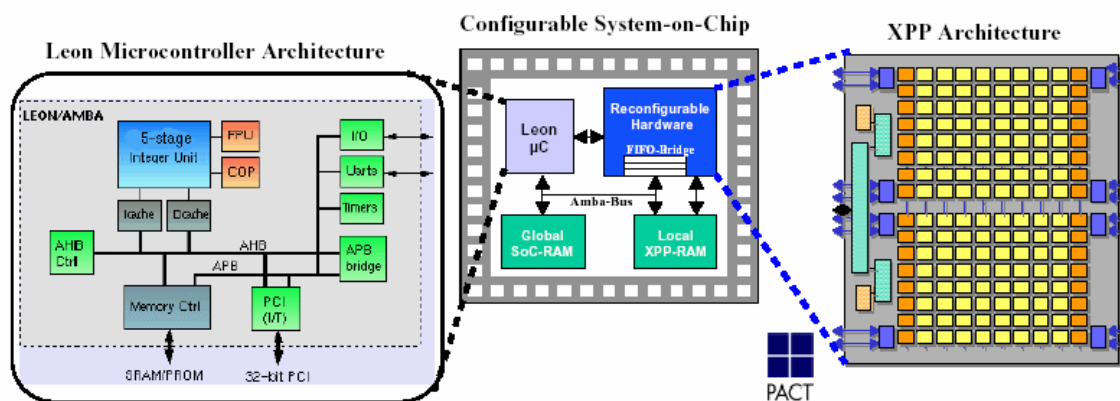 Leon Microcontroller Architecture
LEON/AMBA
5-stage
Integer Unit
FPU
COP
I/O
Uarts
Timers
Icache
Dcache
AHB
Ctrl
AHB
APB
APB
bridge
Memory Ctrl
PCI
(I/T)
SRAM/PROM
32-bit PCI
Configurable System-on-Chip
Leon
µC
Reconfigurable
Hardware
FIFO-Bridge
Amba-Bus
Global
SoC-RAM
Local
XPP-RAM
PACT
XPP Architecture